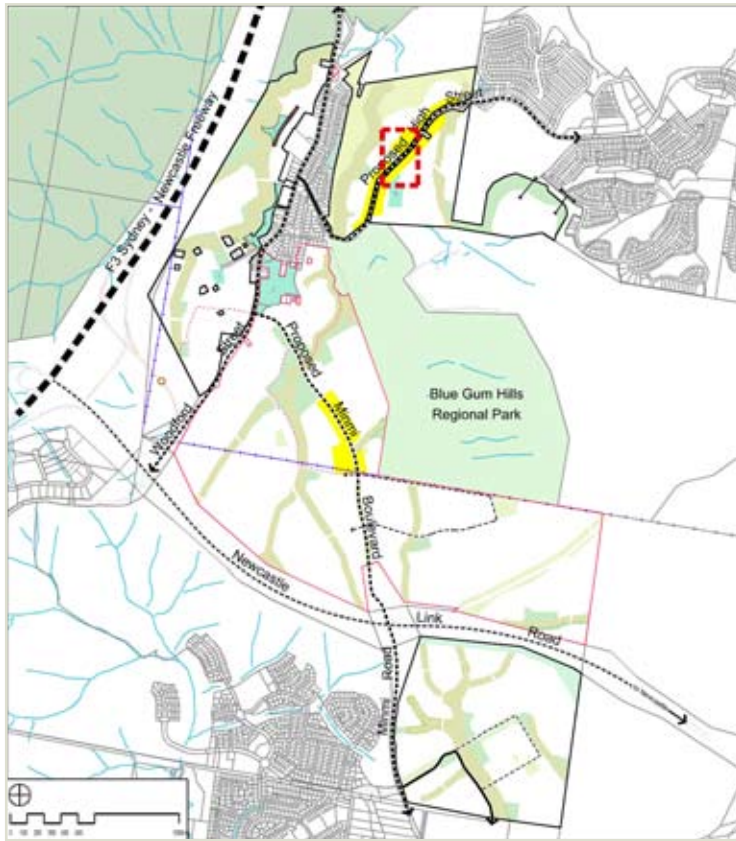 F3 Sydney - Newcastle Freeway
Proposed High Street
Woodford Street
Proposed Minmi Boulevard
Blue Gum Hills
Regional Park
Newcastle Link Road
Minmi Road